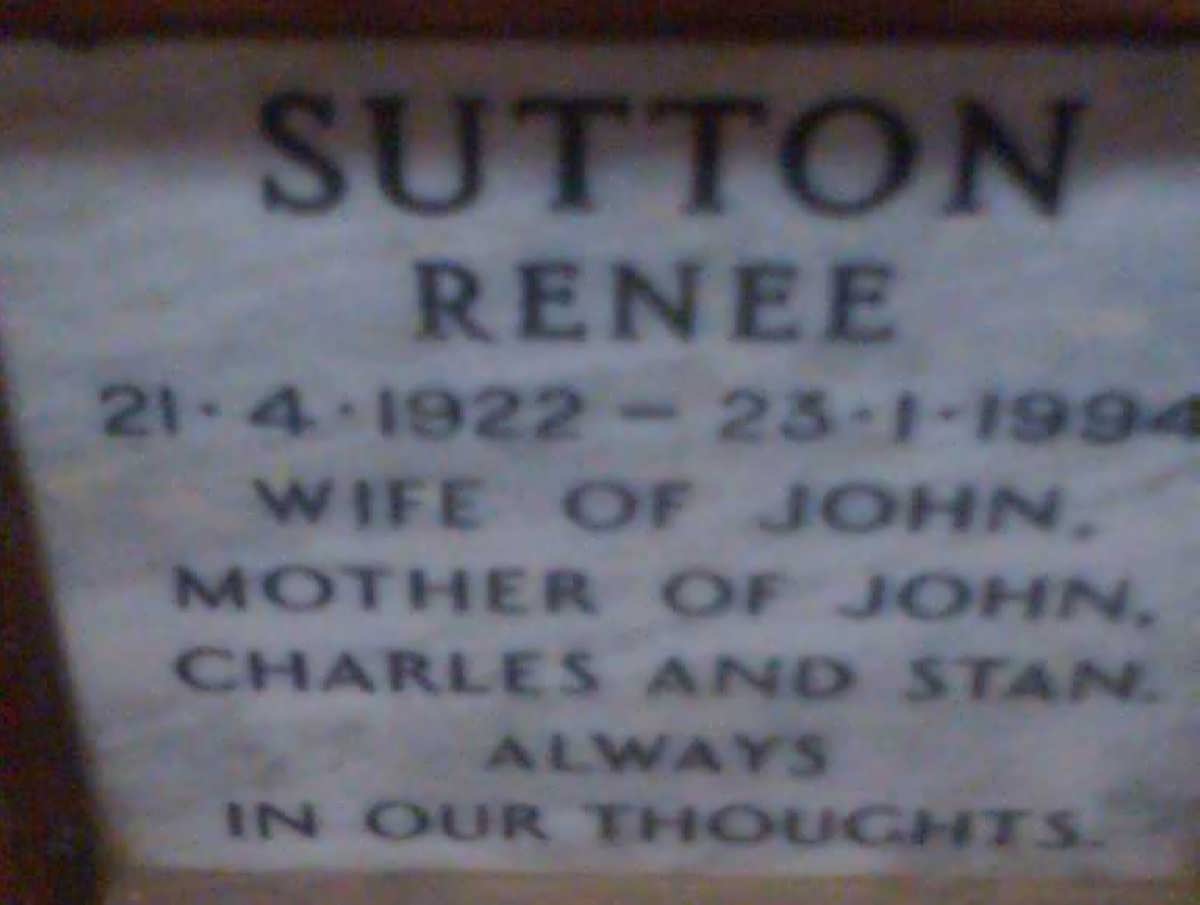 SUTTON
RENEE
21·4·1922 – 23·1·1994
WIFE OF JOHN.
MOTHER OF JOHN,
CHARLES AND STAN.
ALWAYS
IN OUR THOUGHTS.